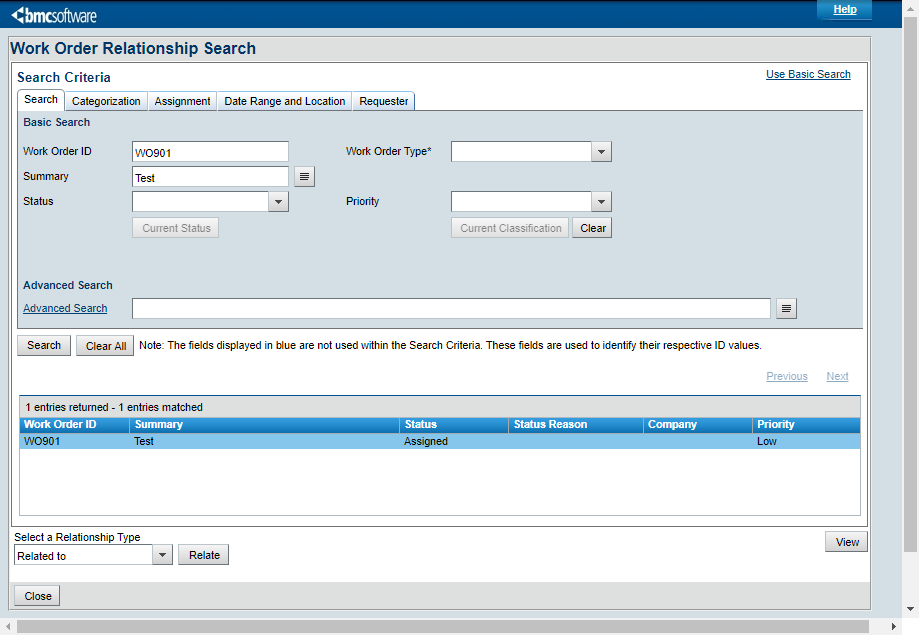 bmcsoftware
Help
Work Order Relationship Search
Search Criteria
Use Basic Search
Search Categorization Assignment Date Range and Location Requester
Basic Search
Work Order ID WO901 Work Order Type*
Summary Test
Status Priority
Current Status Current Classification Clear
Advanced Search
Advanced Search
Search Clear All Note: The fields displayed in blue are not used within the Search Criteria. These fields are used to identify their respective ID values.
Previous Next
1 entries returned - 1 entries matched
Work Order ID Summary Status Status Reason Company Priority
WO901 Test Assigned Low
Select a Relationship Type
View
Related to Relate
Close